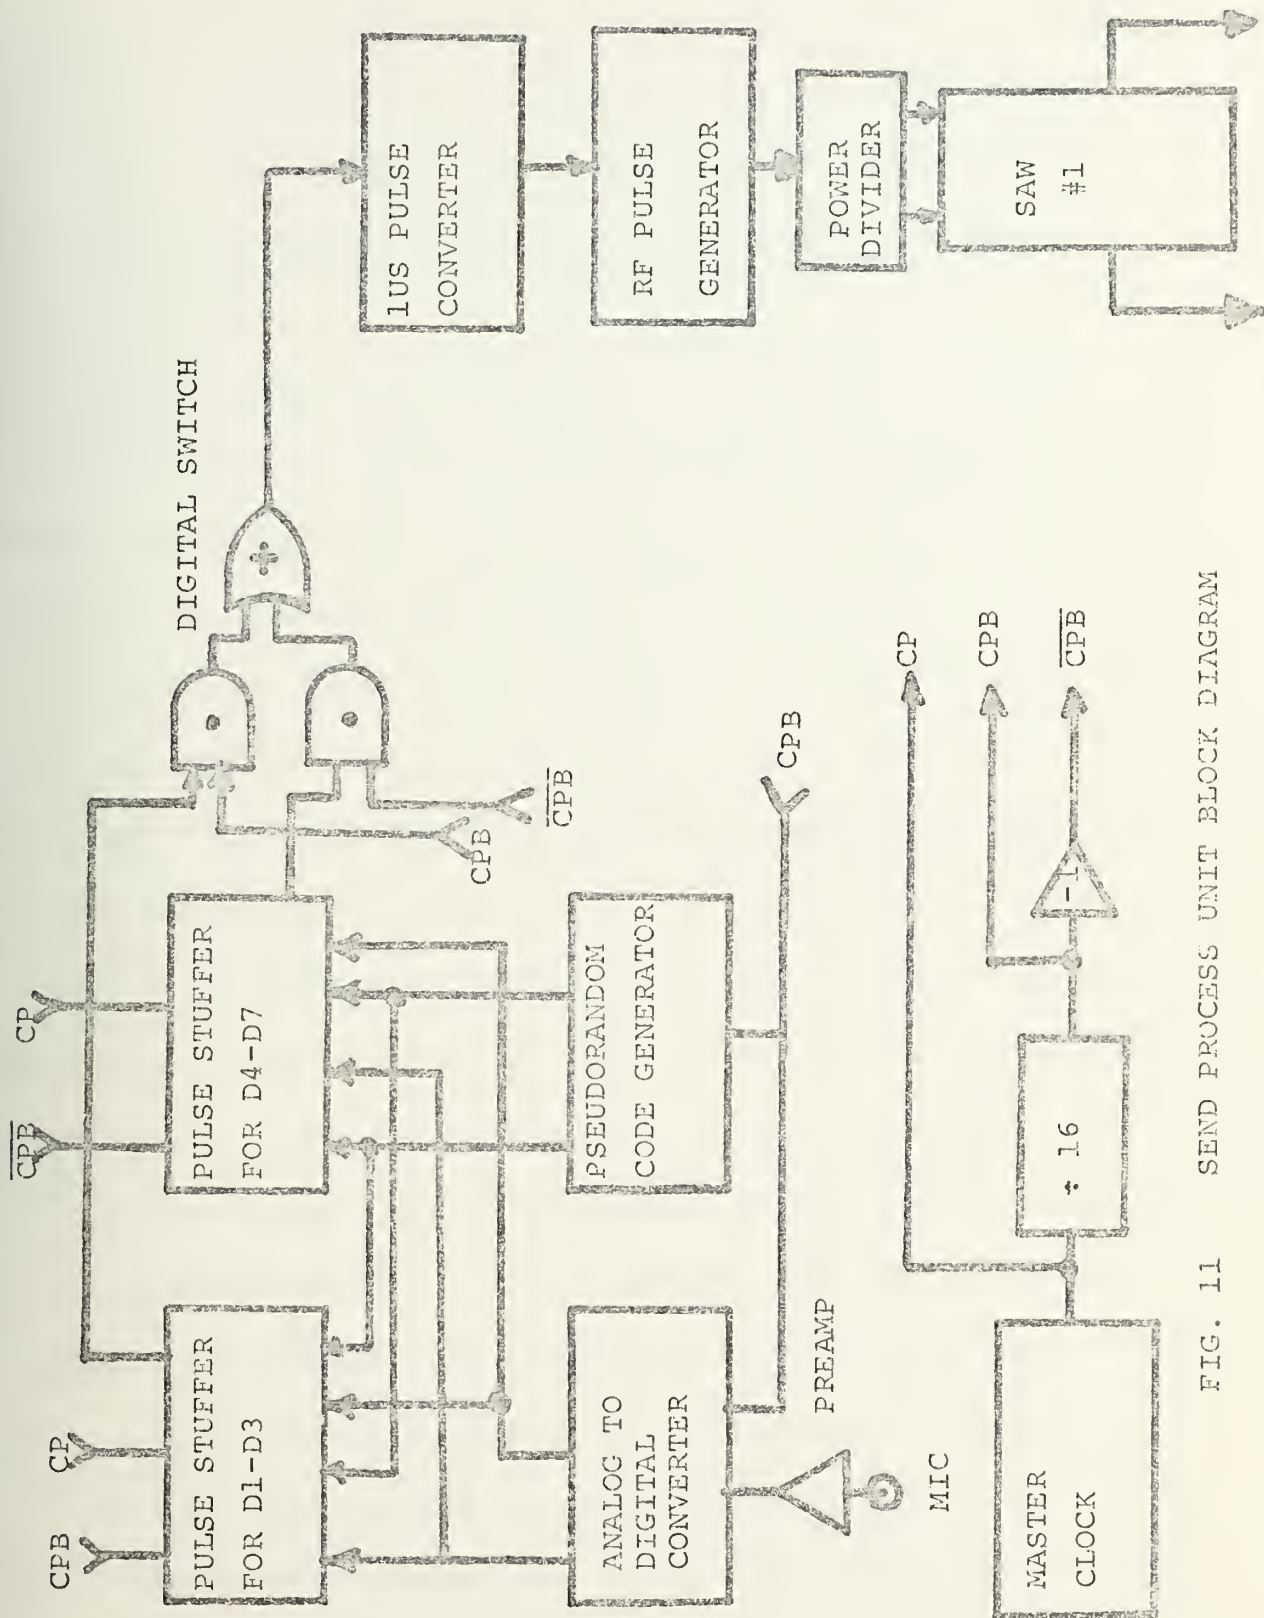 CPB
CP
CPB
CP
PULSE STUFFER
FOR D1-D3
PULSE STUFFER
FOR D4-D7
DIGITAL SWITCH
•
•
+
CPB
CPB
1US PULSE
CONVERTER
RF PULSE
GENERATOR
POWER
DIVIDER
SAW
#1
ANALOG TO
DIGITAL
CONVERTER
PSEUDORANDOM
CODE GENERATOR
CPB
PREAMP
MIC
MASTER
CLOCK
÷ 16
-1
CP
CPB
CPB
FIG. 11 SEND PROCESS UNIT BLOCK DIAGRAM